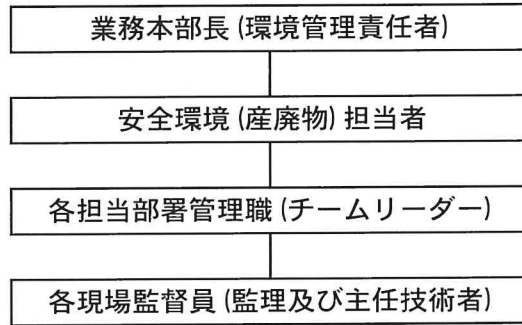 業務本部長(環境管理責任者)
安全環境(産廃物)担当者
各担当部署管理職(チームリーダー)
各現場監督員(監理及び主任技術者)